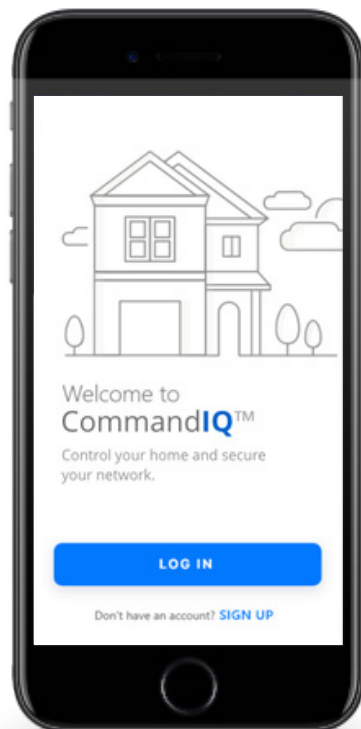 Welcome to
CommandIQ™
Control your home and secure
your network.
LOG IN
Don't have an account? SIGN UP